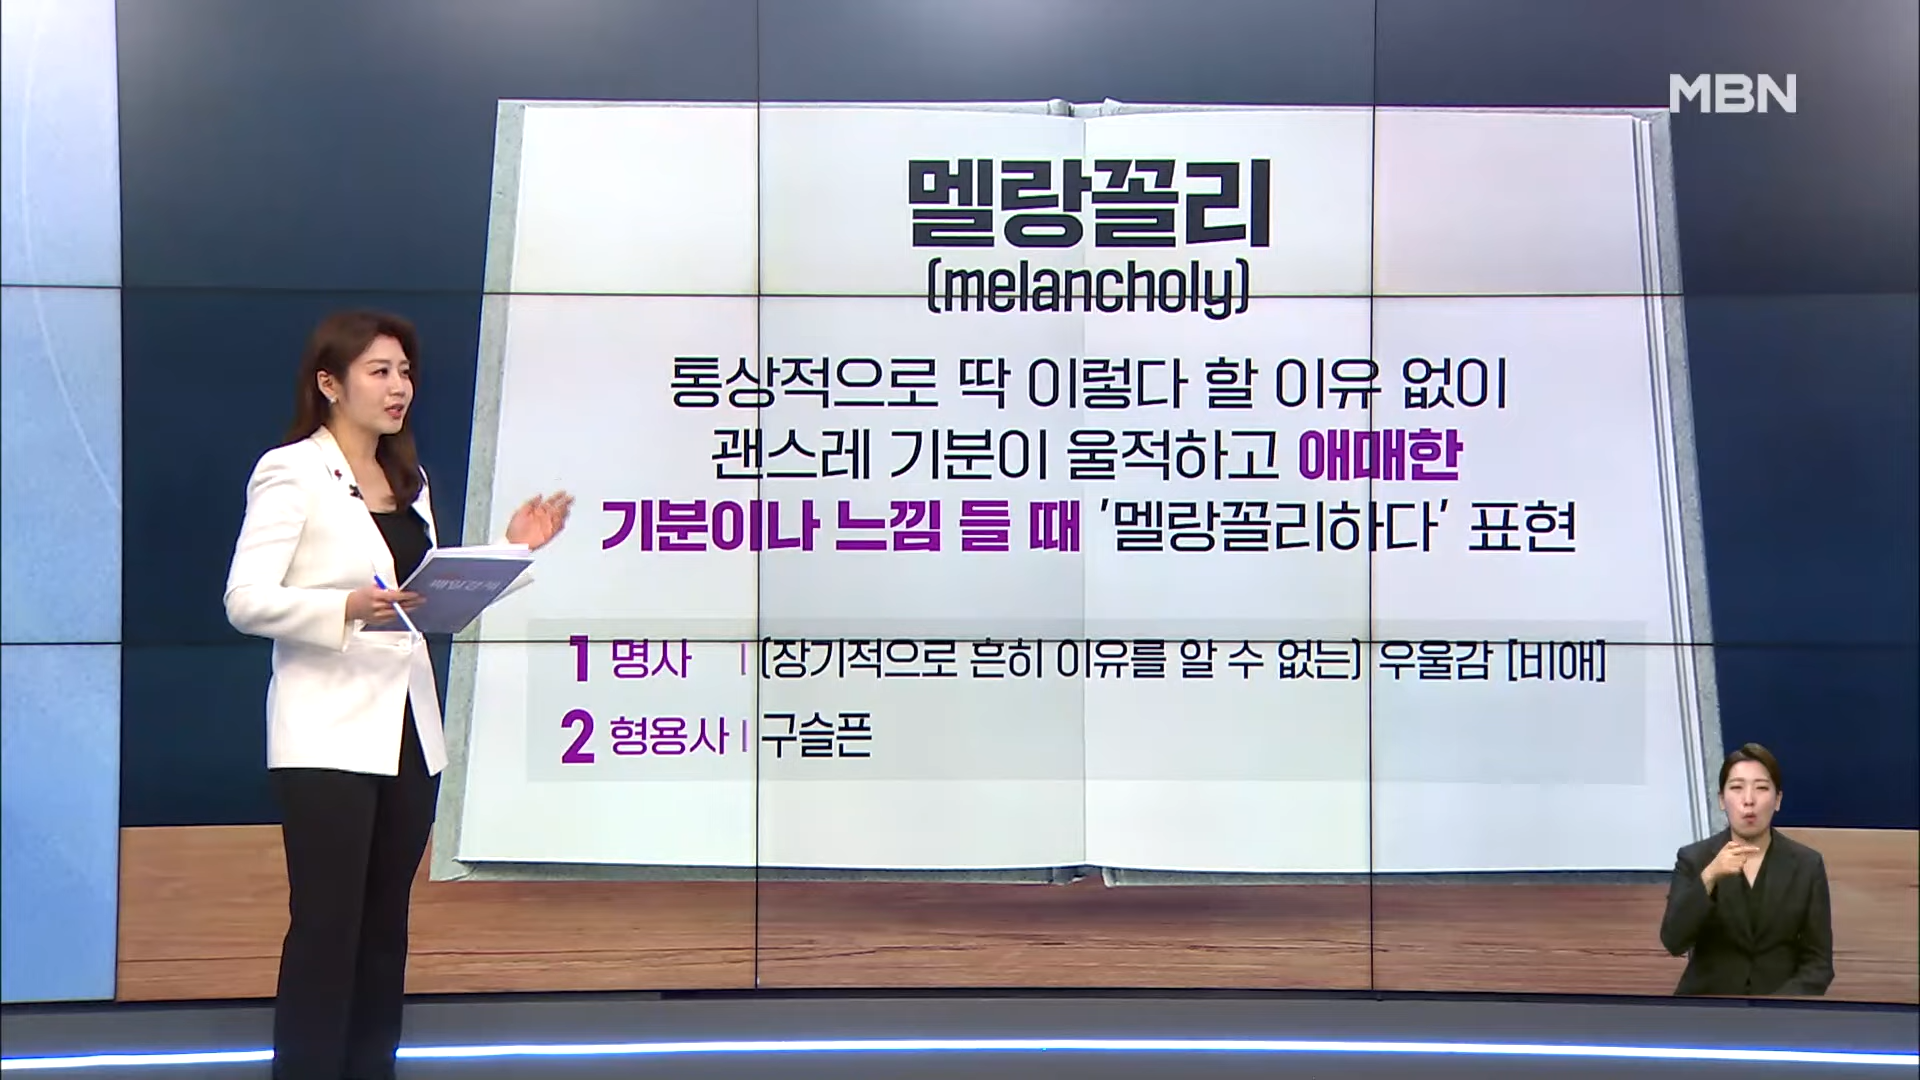 MBN
멜랑꼴리
(melancholy)
통상적으로 딱 이렇다 할 이유 없이
괜스레 기분이 울적하고 애매한
기분이나 느낌 들 때 '멜랑꼴리하다' 표현
1 명사 | (장기적으로 흔히 이유를 알 수 없는) 우울감 [비애]
2 형용사 | 구슬픈
매일경제